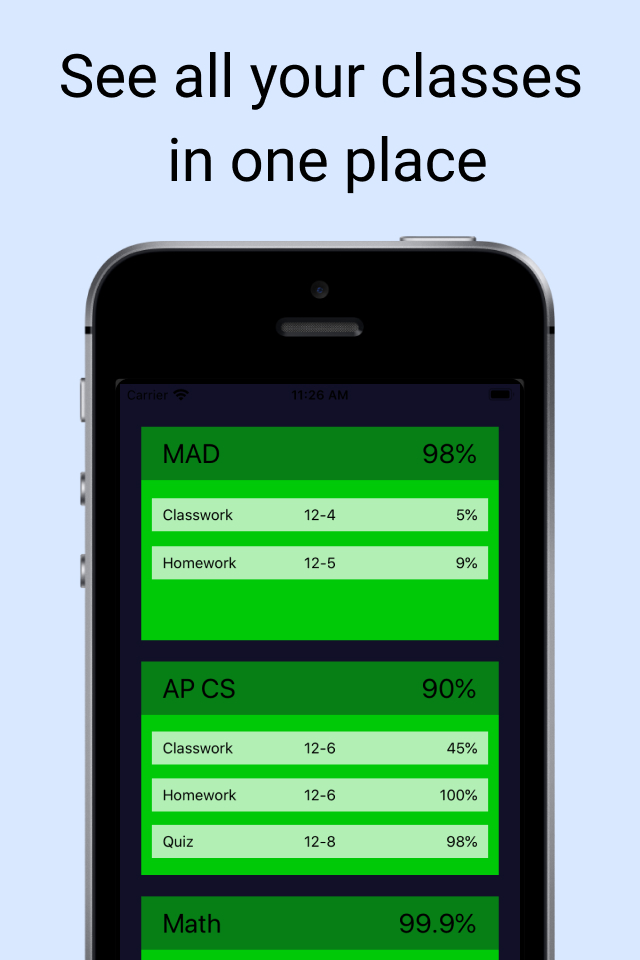 See all your classes
in one place
Carrier 11:26 AM
MAD 98%
Classwork 12-4 5%
Homework 12-5 9%
AP CS 90%
Classwork 12-6 45%
Homework 12-6 100%
Quiz 12-8 98%
Math 99.9%